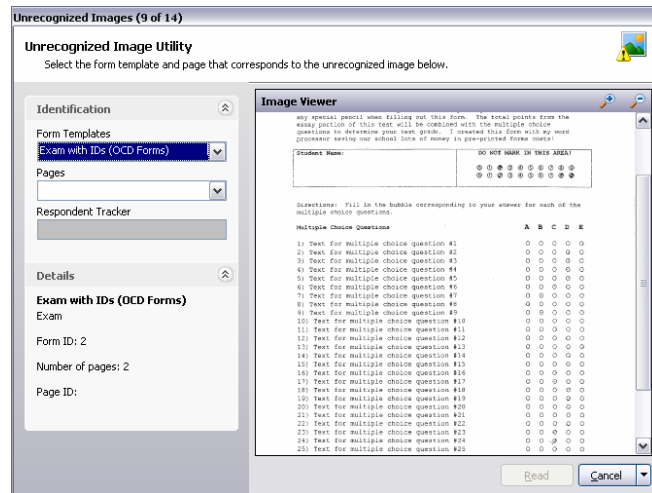 Unrecognized Images (9 of 14)
Unrecognized Image Utility
Select the form template and page that corresponds to the unrecognized image below.
Identification
Form Templates
Exam with IDs (OCD Forms)
Pages
Respondent Tracker
Details
Exam with IDs (OCD Forms)
Exam
Form ID: 2
Number of pages: 2
Page ID:
Image Viewer
any special pencil when filling out this form. The total points from the
essay portion of this test will be combined with the multiple choice
questions to determine your test grade. I created this form with my word
processor saving our school lots of money in pre-printed forms costs!
Student Name:
DO NOT MARK IN THIS AREA!
Directions: Fill in the bubble corresponding to your answer for each of the
multiple choice questions.
Multiple Choice Questions A B C D E
1) Text for multiple choice question #1
2) Text for multiple choice question #2
3) Text for multiple choice question #3
4) Text for multiple choice question #4
5) Text for multiple choice question #5
6) Text for multiple choice question #6
7) Text for multiple choice question #7
8) Text for multiple choice question #8
9) Text for multiple choice question #9
10) Text for multiple choice question #10
11) Text for multiple choice question #11
12) Text for multiple choice question #12
13) Text for multiple choice question #13
14) Text for multiple choice question #14
15) Text for multiple choice question #15
16) Text for multiple choice question #16
17) Text for multiple choice question #17
18) Text for multiple choice question #18
19) Text for multiple choice question #19
20) Text for multiple choice question #20
21) Text for multiple choice question #21
22) Text for multiple choice question #22
23) Text for multiple choice question #23
24) Text for multiple choice question #24
25) Text for multiple choice question #25
Read
Cancel